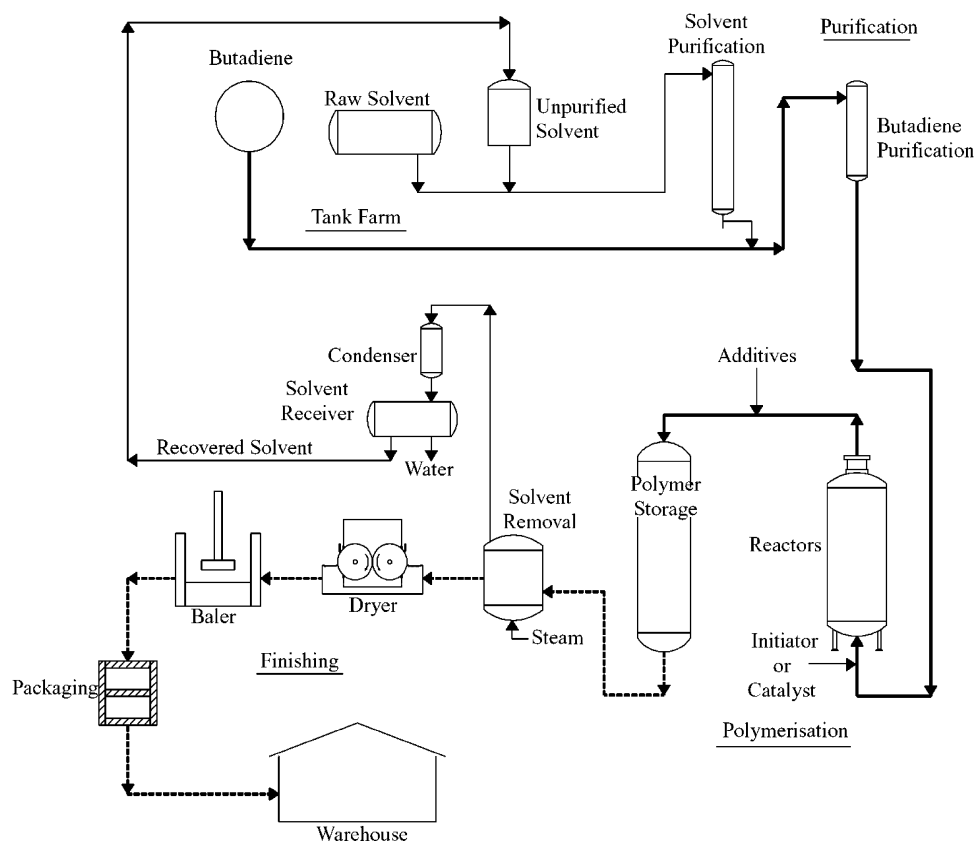 Solvent
Purification
Purification
Butadiene
Raw Solvent
Unpurified
Solvent
Butadiene
Purification
Tank Farm
Condenser
Additives
Solvent
Receiver
Recovered Solvent
Water
Solvent
Removal
Polymer
Storage
Reactors
Baler
Dryer
Steam
Initiator
or
Catalyst
Finishing
Packaging
Polymerisation
Warehouse